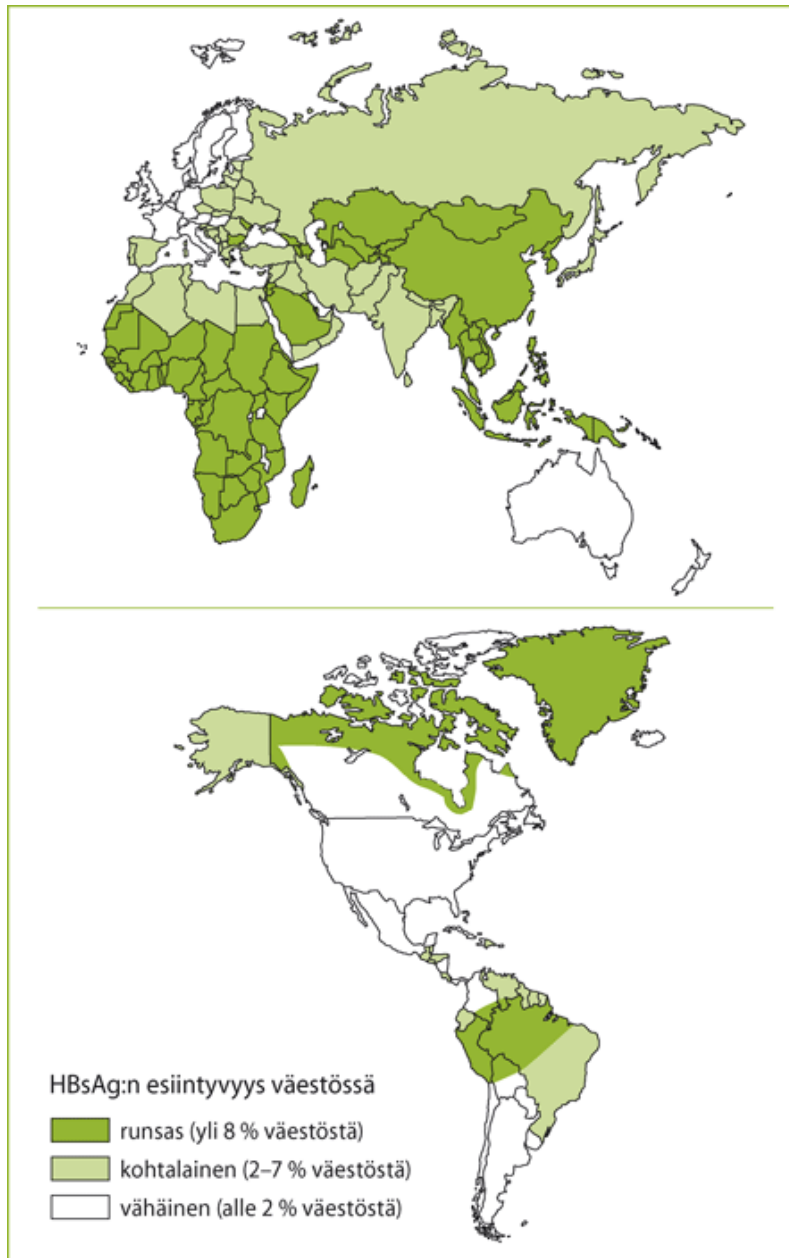 HBsAg:n esiintyvyys väestössä
runsas (yli 8 % väestöstä)
kohtalainen (2–7 % väestöstä)
vähäinen (alle 2 % väestöstä)